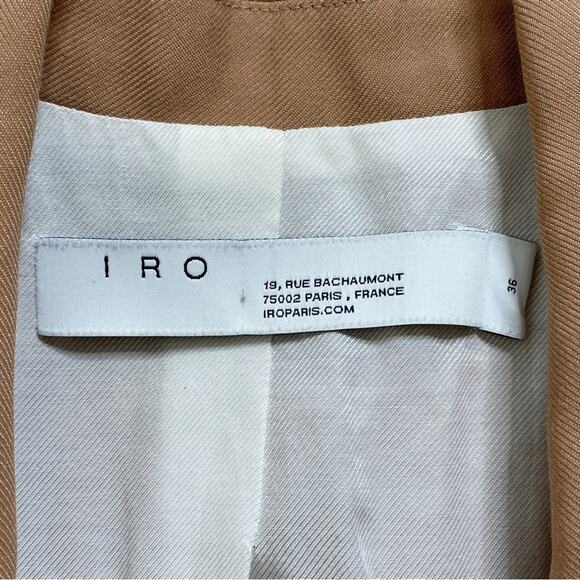 IRO
19, RUE BACHAUMONT
75002 PARIS , FRANCE
IROPARIS.COM
36